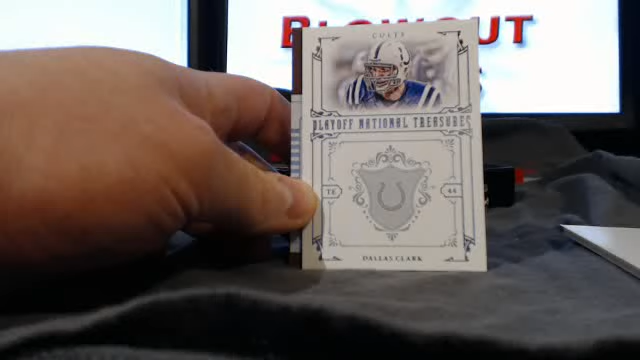 BLOWOUT
COLTS
PLAYOFF NATIONAL TREASURES
TE 44
DALLAS CLARK